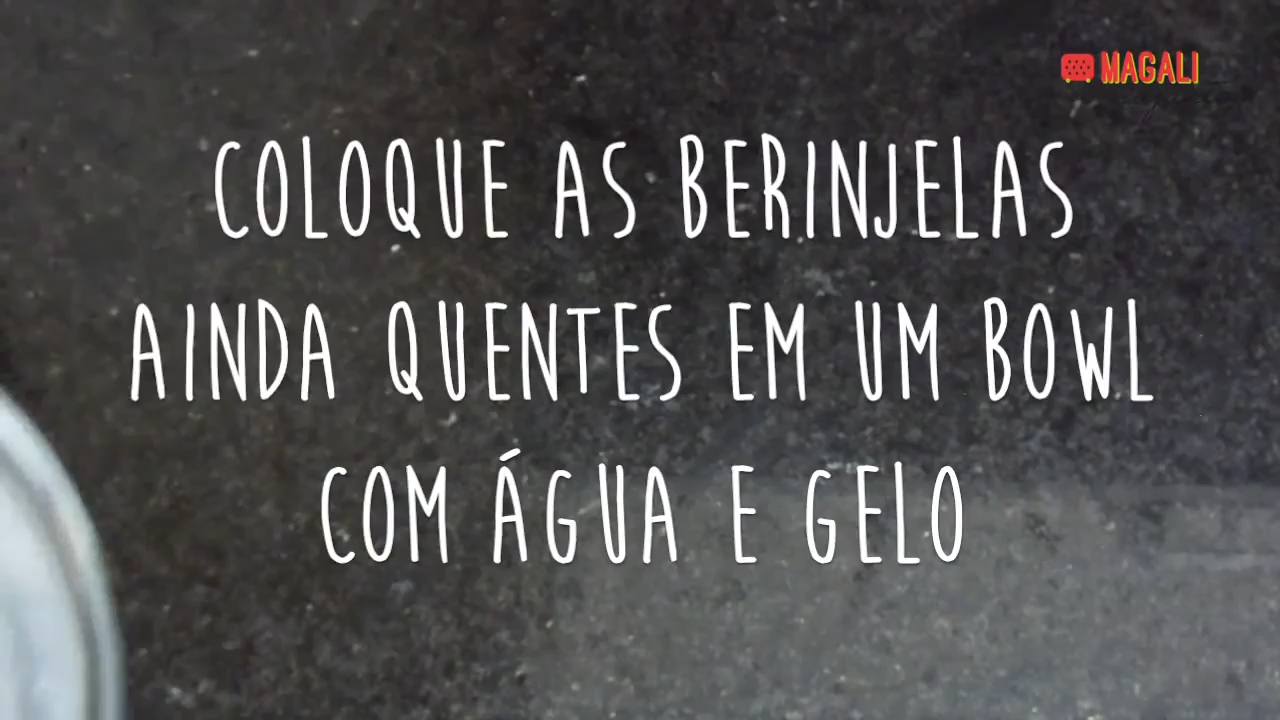 MAGALI
COLOQUE AS BERINJELAS
AINDA QUENTES EM UM BOWL
COM ÁGUA E GELO